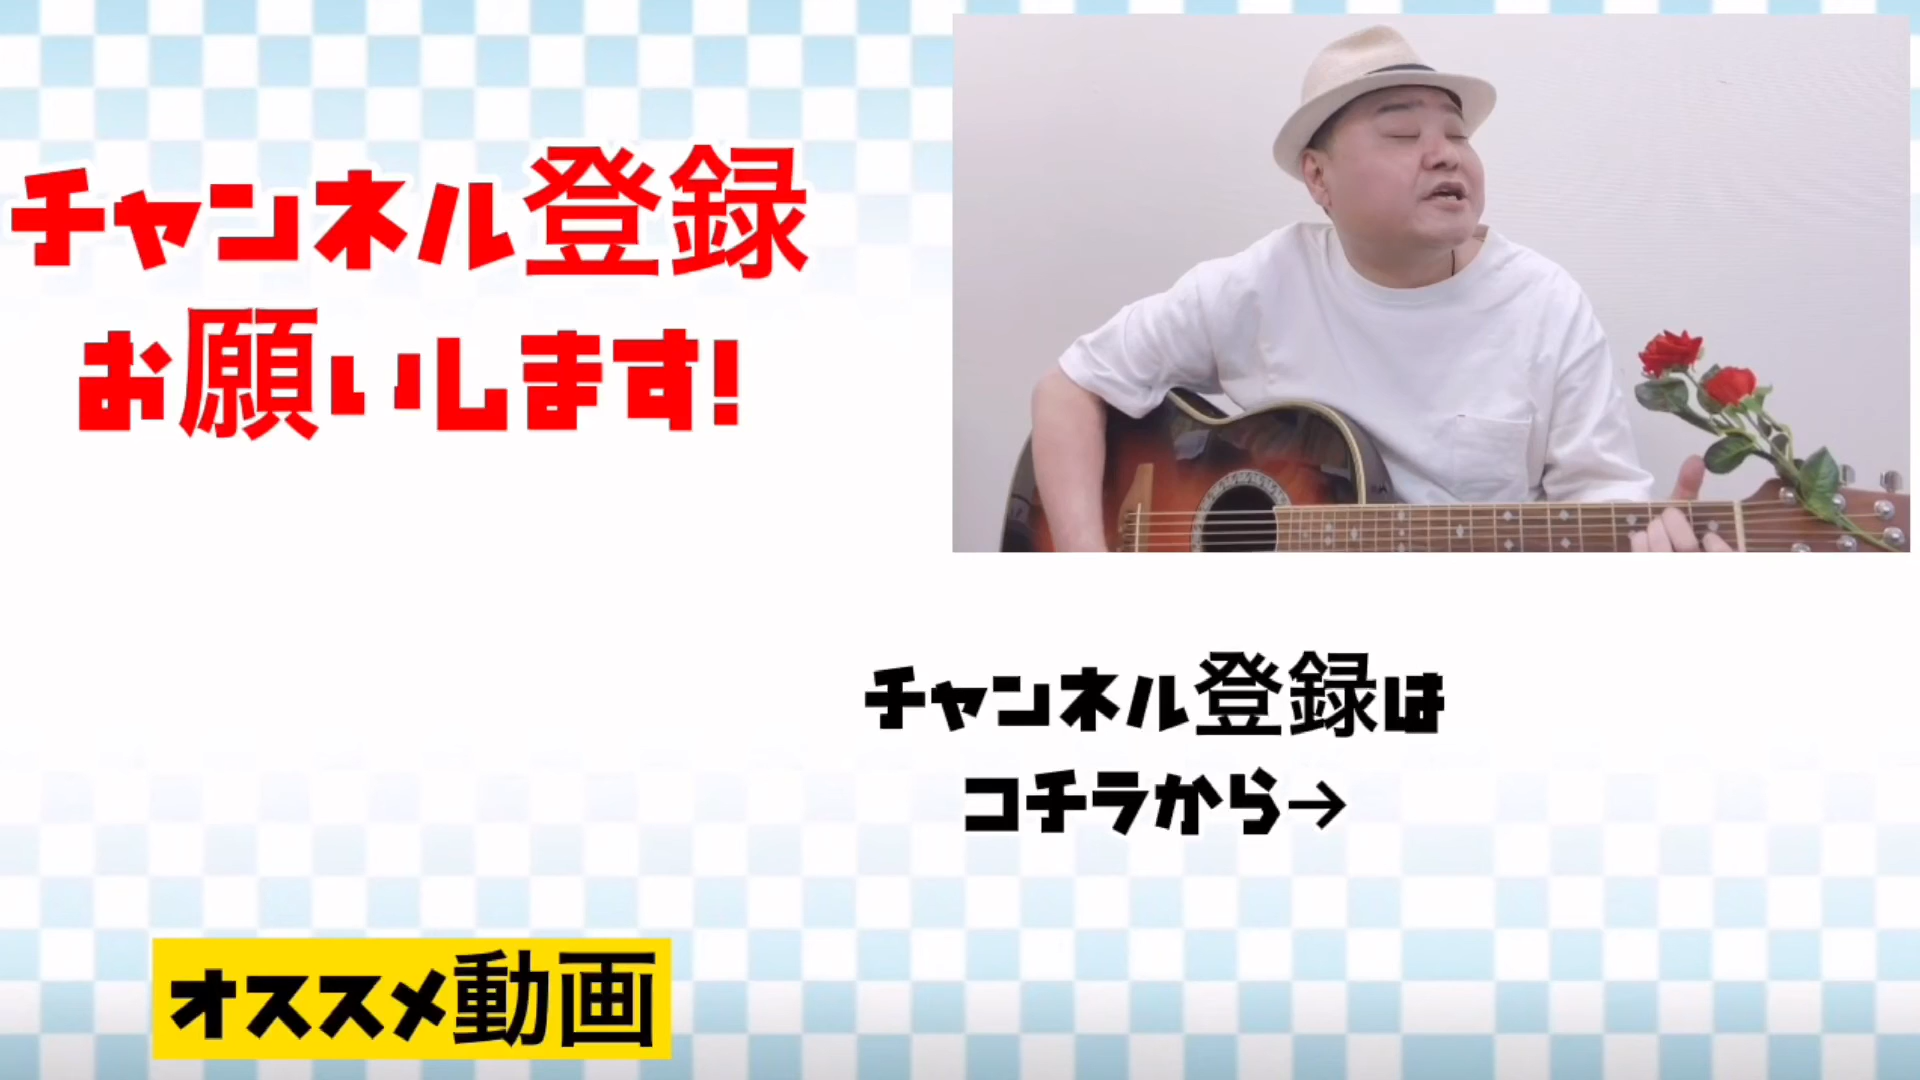 チャンネル登録
お願いします!
チャンネル登録は
コチラから→
オススメ動画